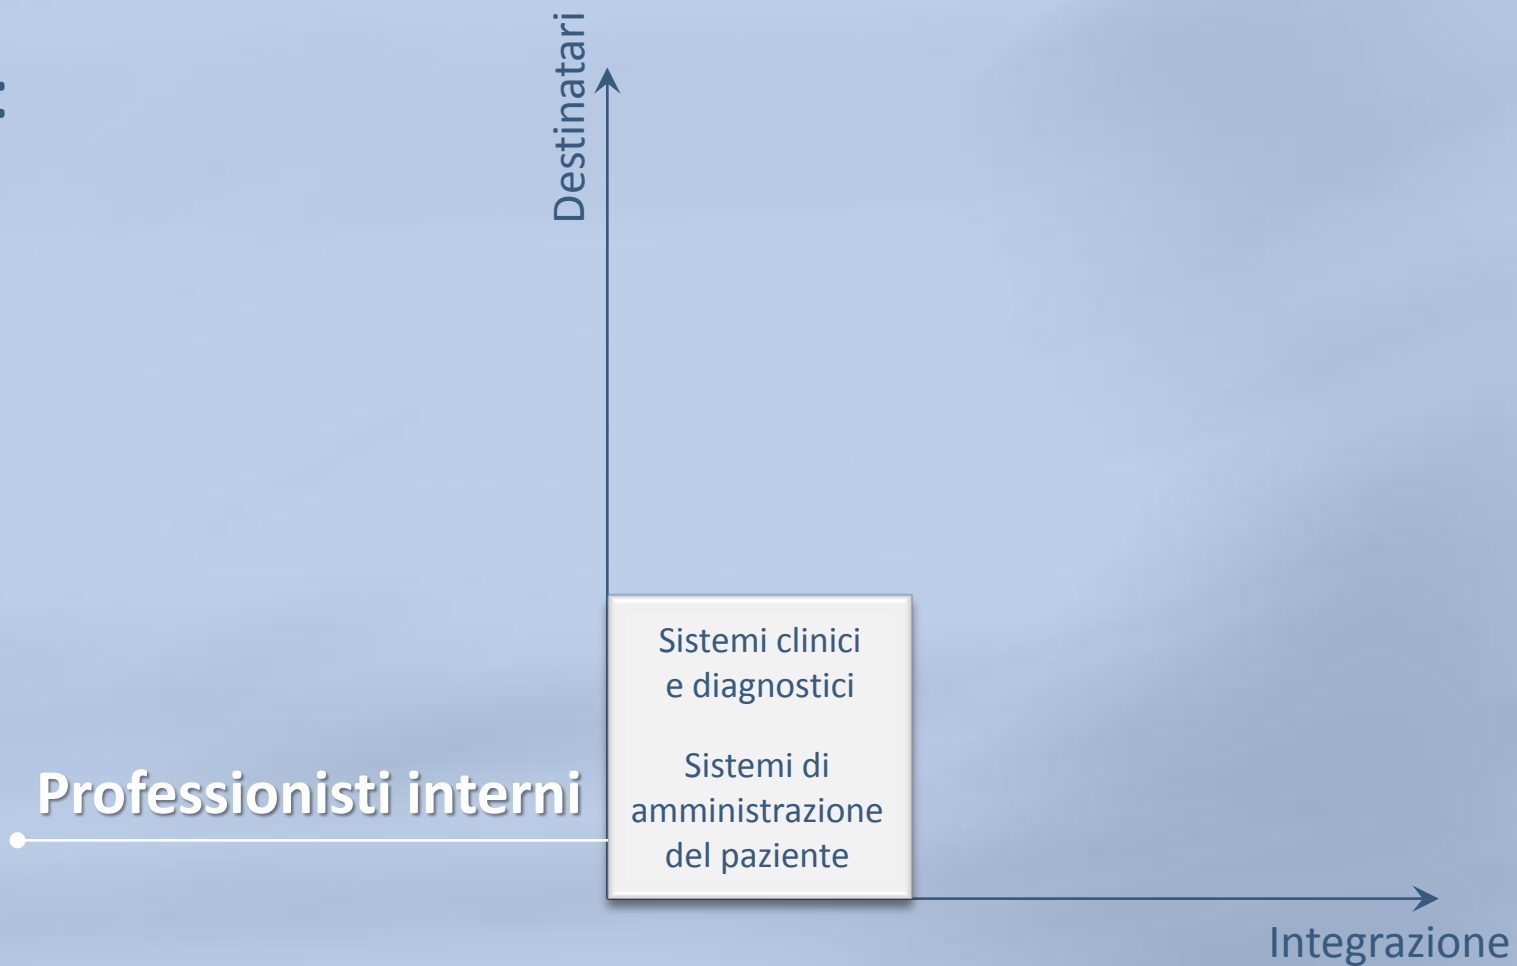 :
Destinatari
Sistemi clinici
e diagnostici
Sistemi di
amministrazione
del paziente
Professionisti interni
Integrazione